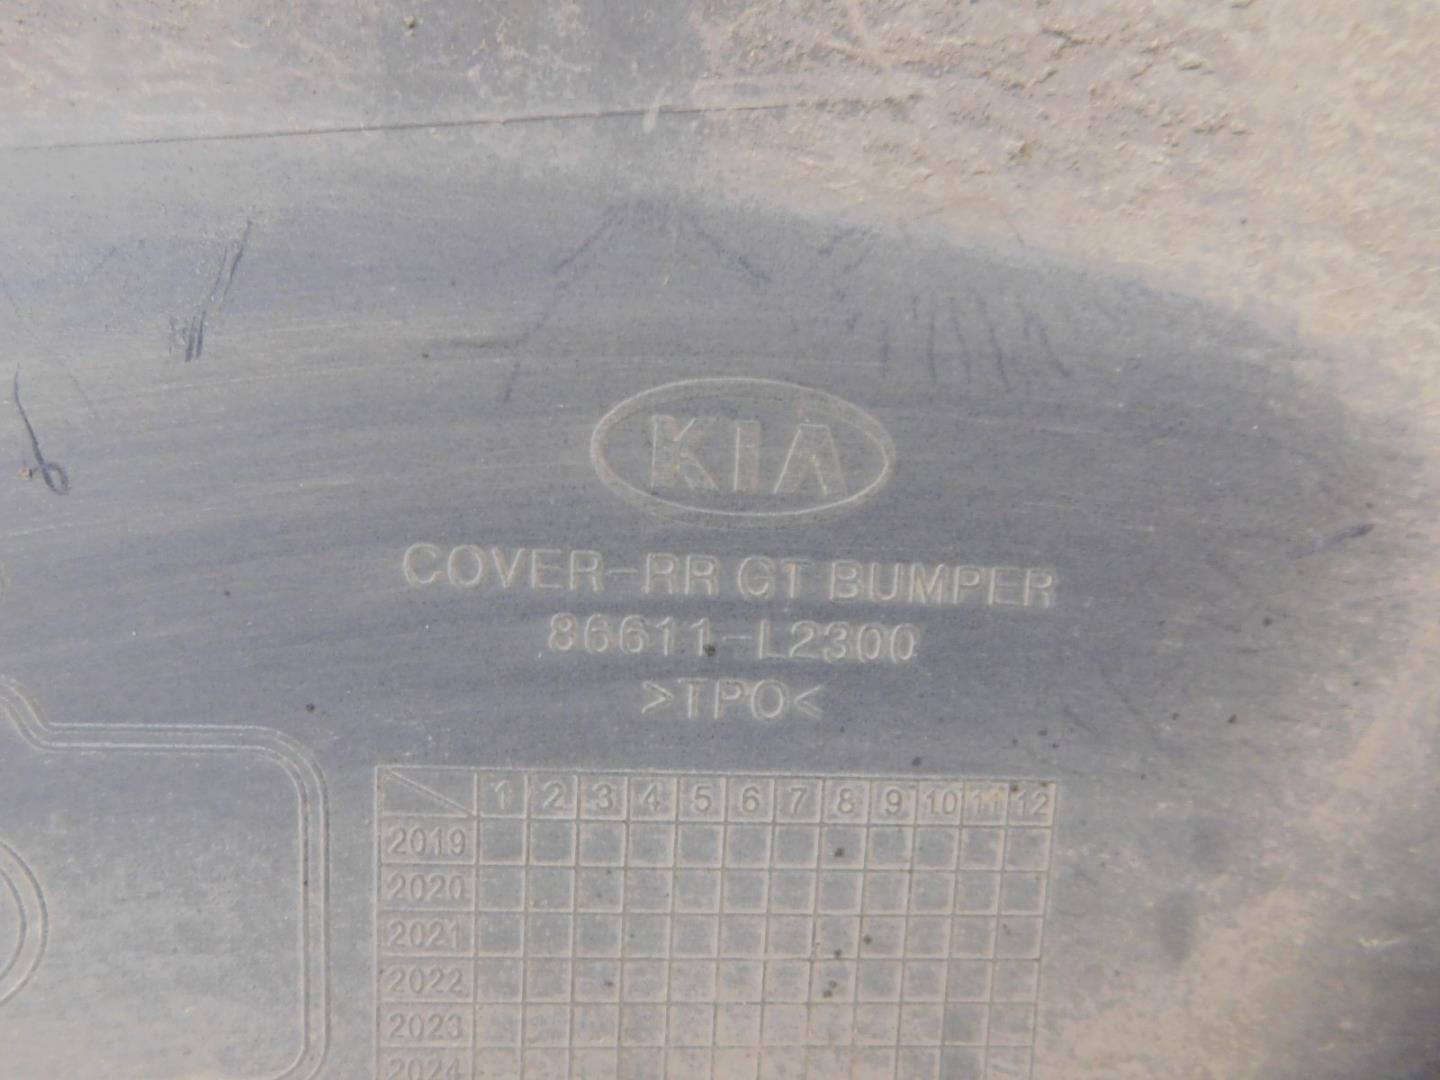 KIA
COVER-RR GT BUMPER
86611-L2300
>TPO<
1 2 3 4 5 6 7 8 9 10 11 12
2019
2020
2021
2022
2023
2024